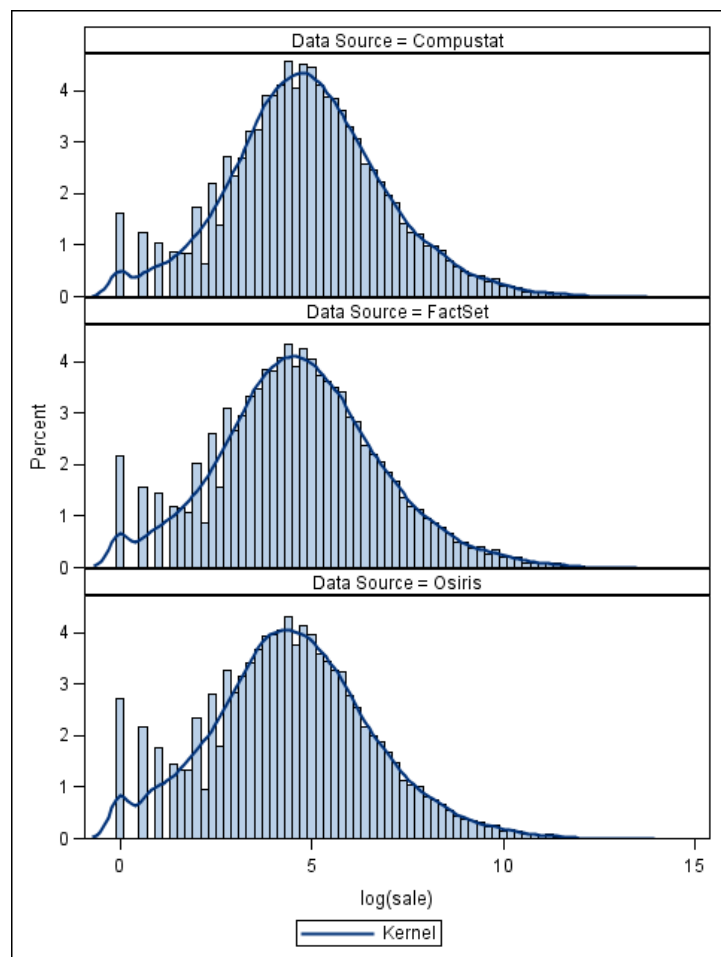 Data Source = Compustat
4
3
2
1
0
Data Source = FactSet
4
3
2
1
0
Percent
Data Source = Osiris
4
3
2
1
0
0 5 10 15
log(sale)
Kernel